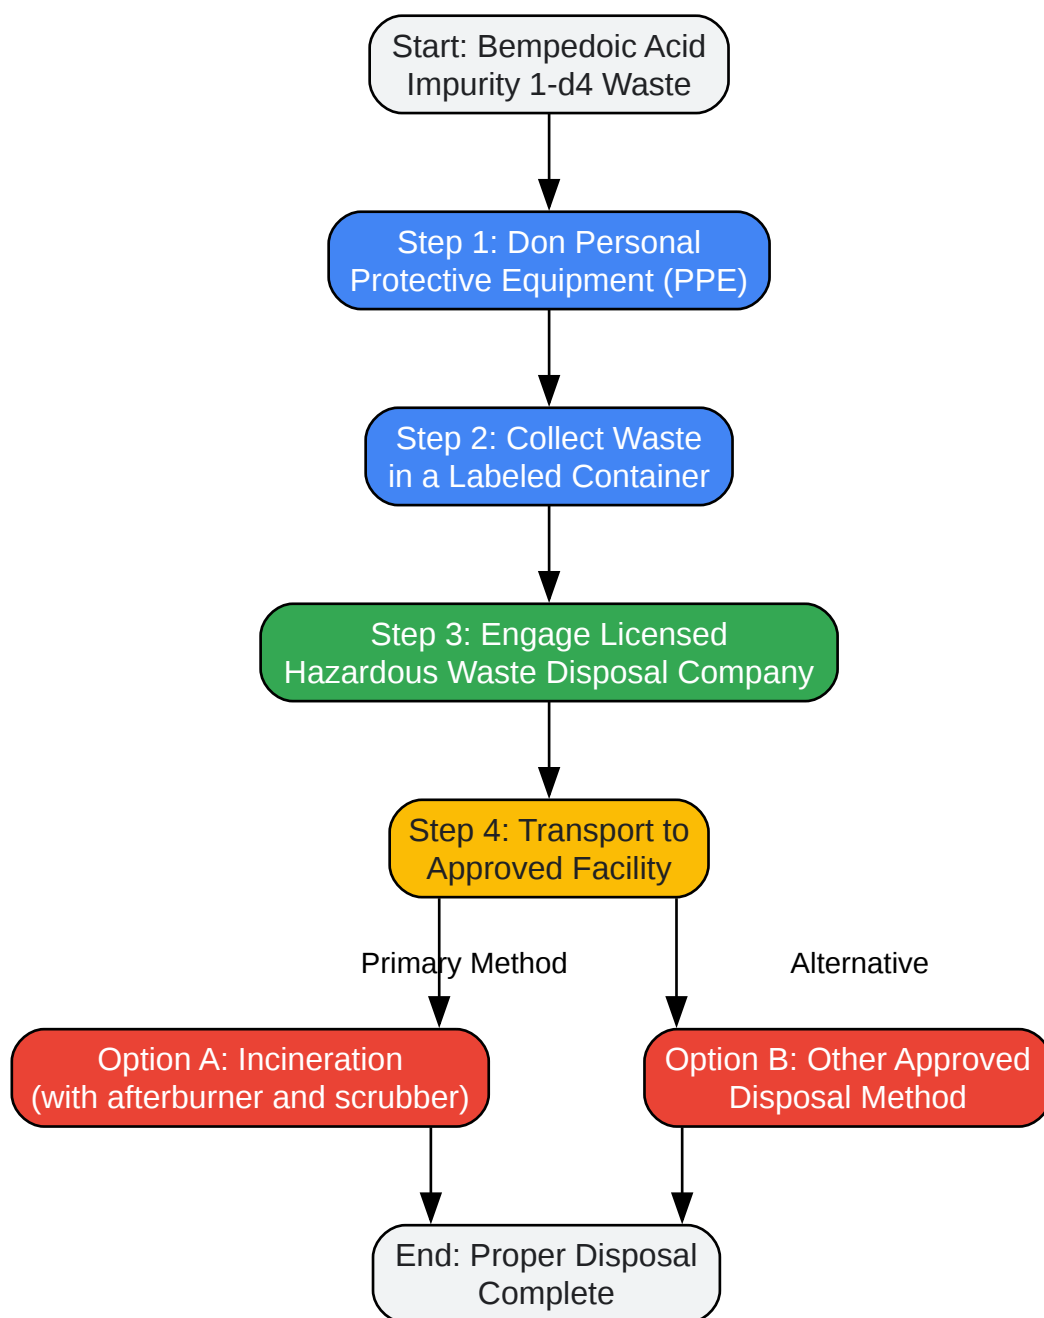 Start: Bempedoic Acid
Impurity 1-d4 Waste
Step 1: Don Personal
Protective Equipment (PPE)
Step 2: Collect Waste
in a Labeled Container
Step 3: Engage Licensed
Hazardous Waste Disposal Company
Step 4: Transport to
Approved Facility
Primary Method
Alternative
Option A: Incineration
(with afterburner and scrubber)
Option B: Other Approved
Disposal Method
End: Proper Disposal
Complete